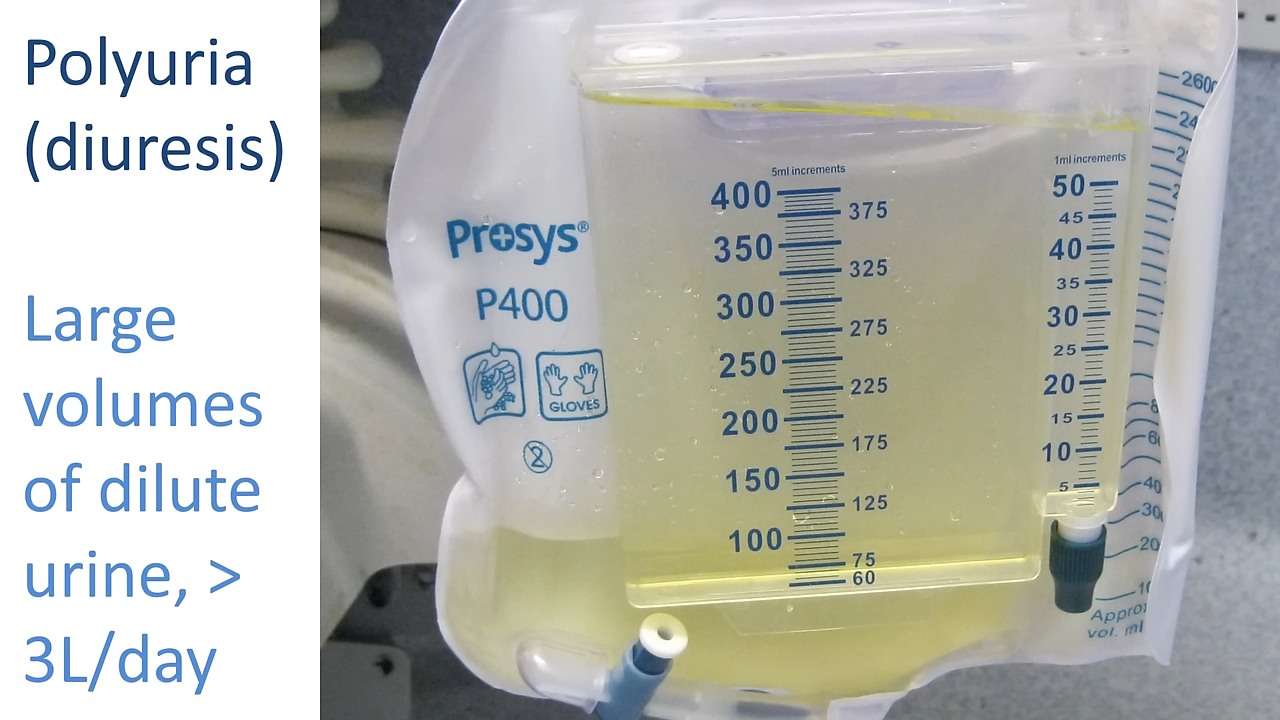 Polyuria
(diuresis)
Large
volumes
of dilute
urine, >
3L/day
Prosys®
P400
GLOVES
2
5ml increments
400
375
350
325
300
275
250
225
200
175
150
125
100
75
60
1ml increments
50
45
40
35
30
25
20
15
10
5
Approx
vol. ml